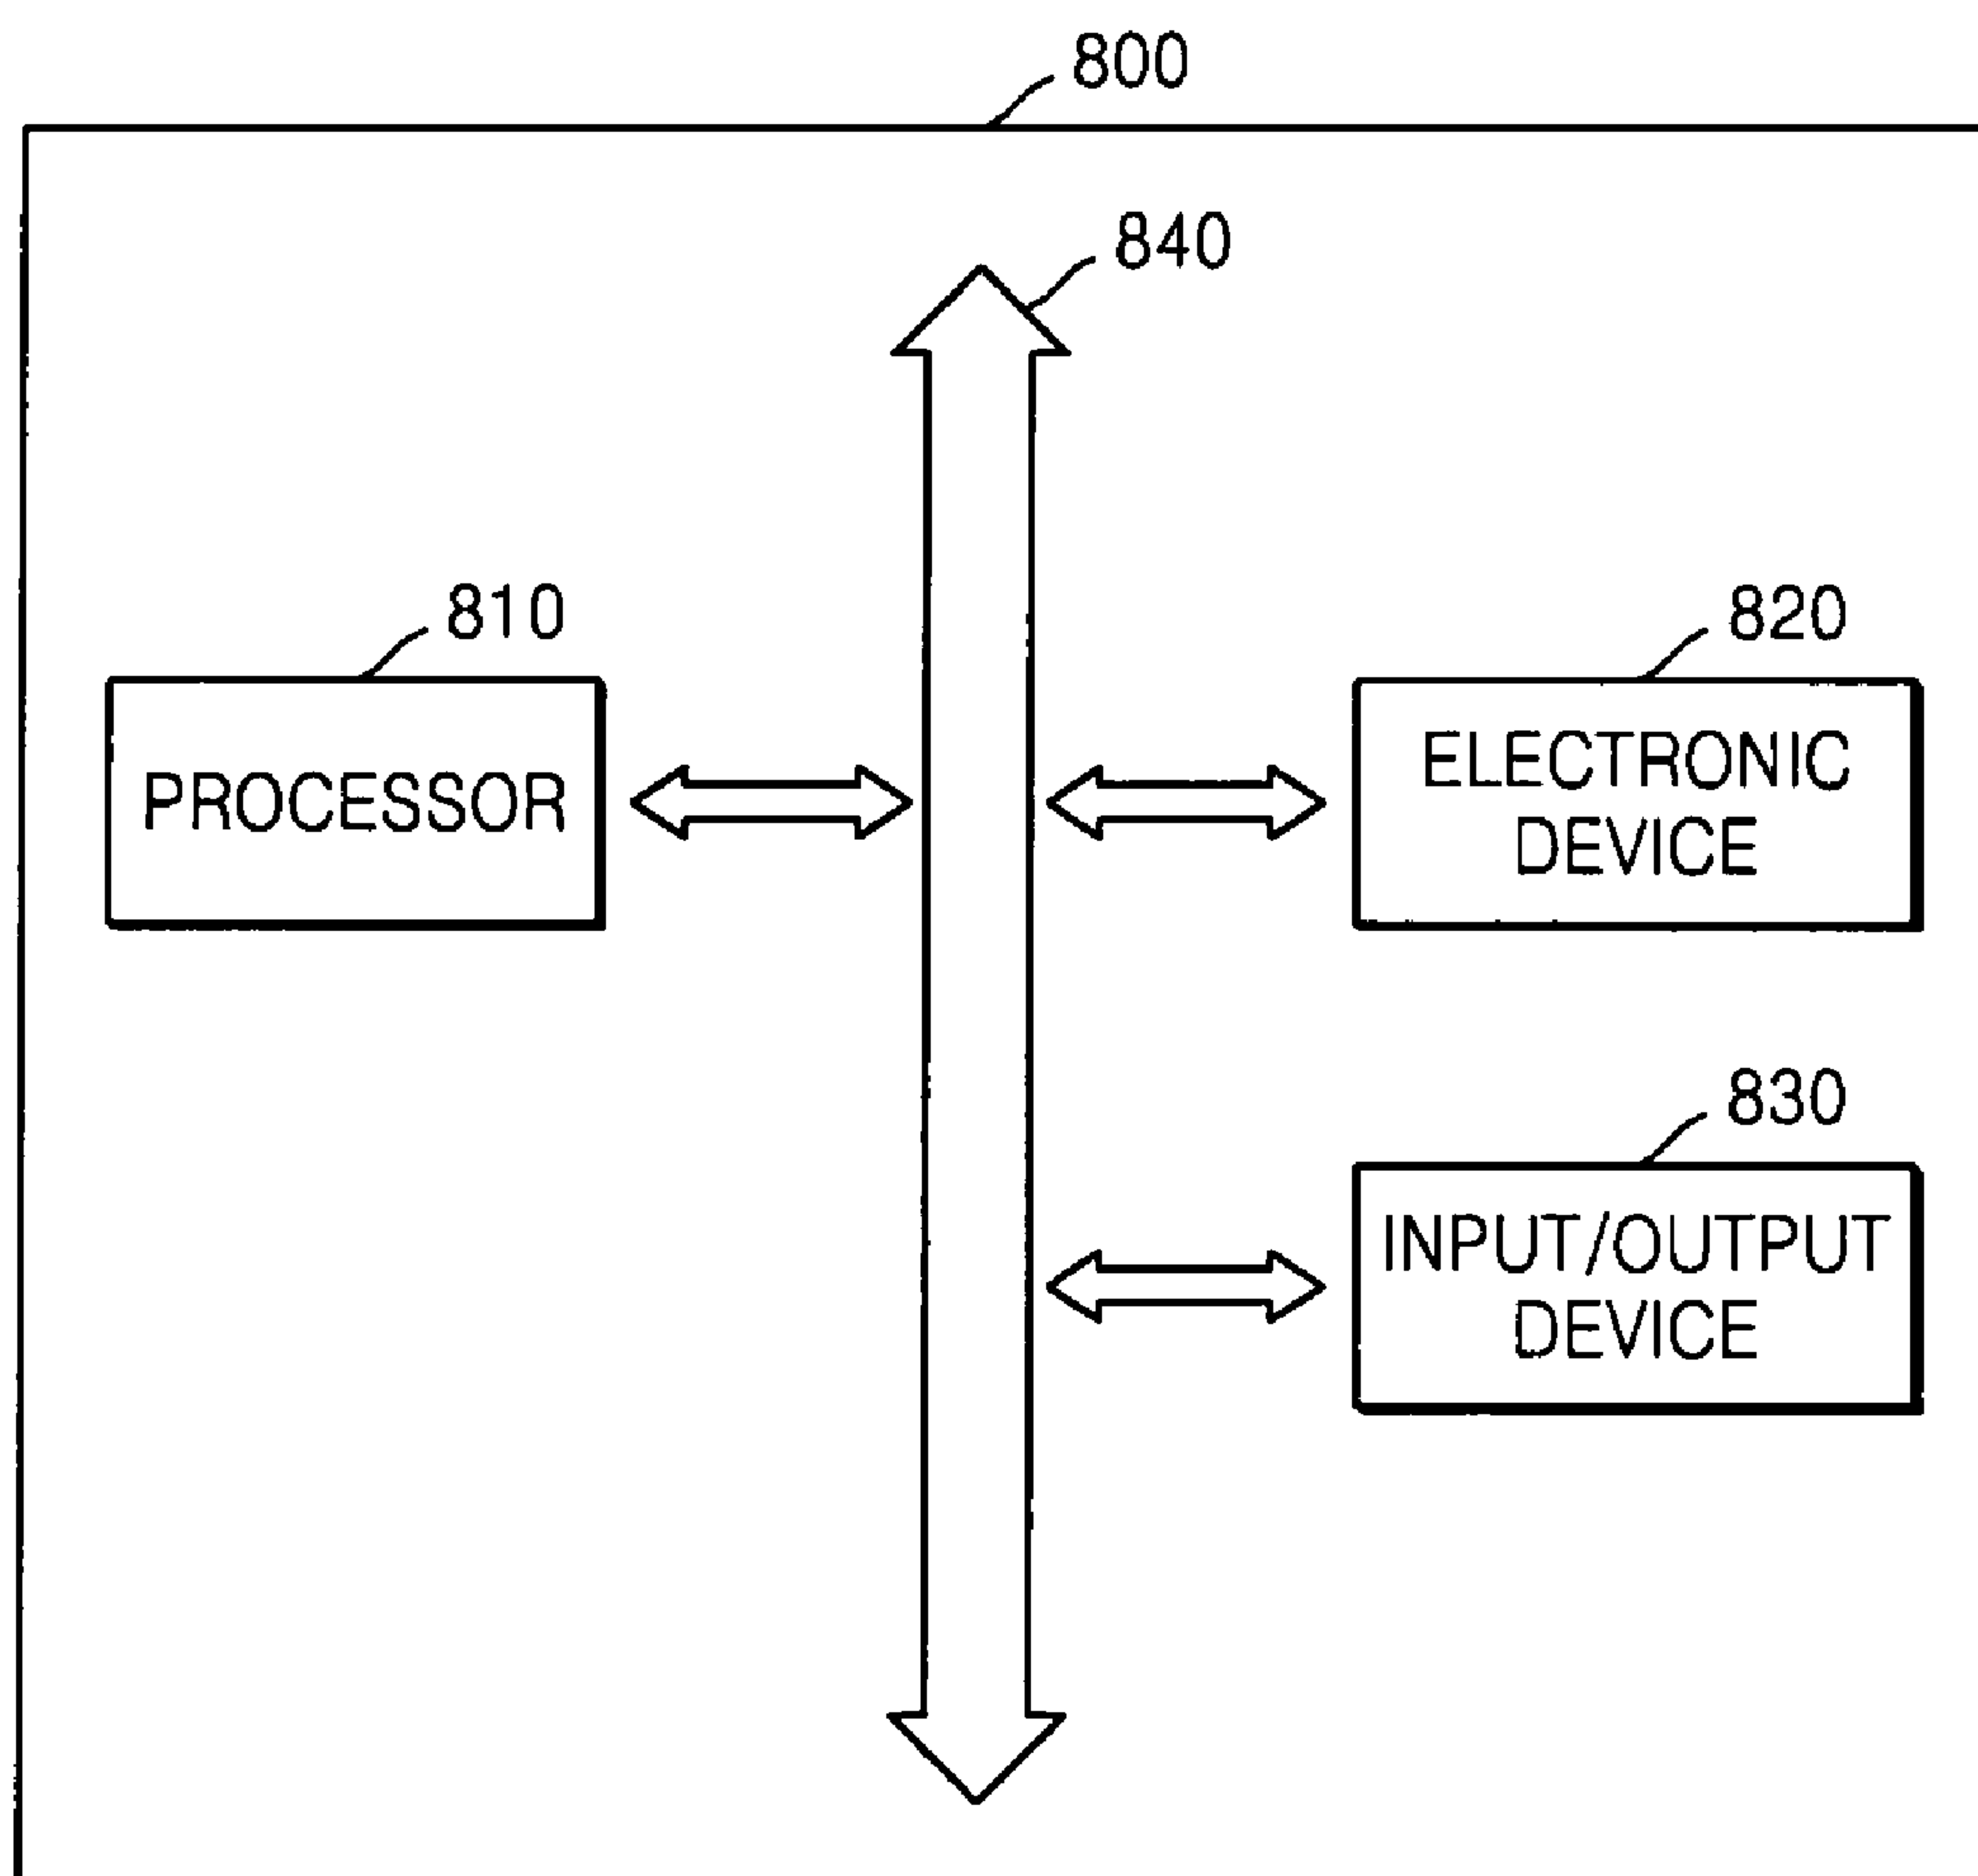 800
840
810
PROCESSOR
820
ELECTRONIC
DEVICE
830
INPUT/OUTPUT
DEVICE